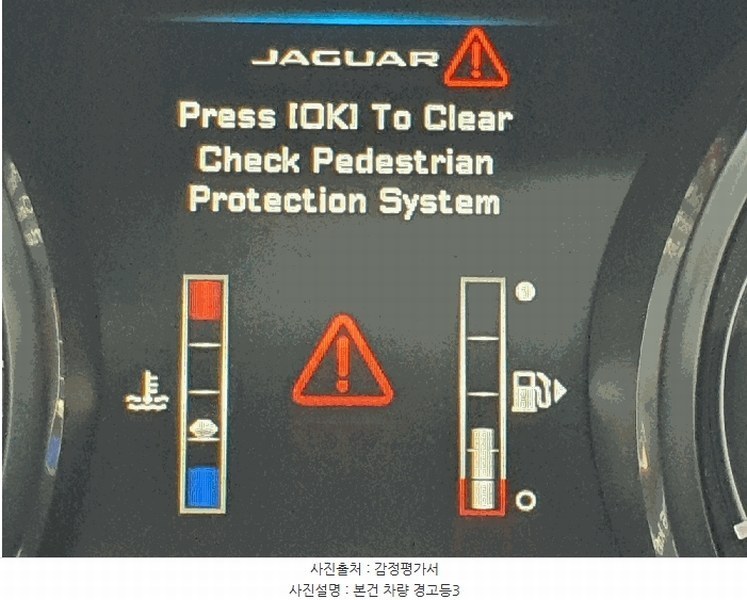 JAGUAR
Press [OK] To Clear
Check Pedestrian
Protection System
사진출처 : 감정평가서
사진설명 : 본건 차량 경고등3